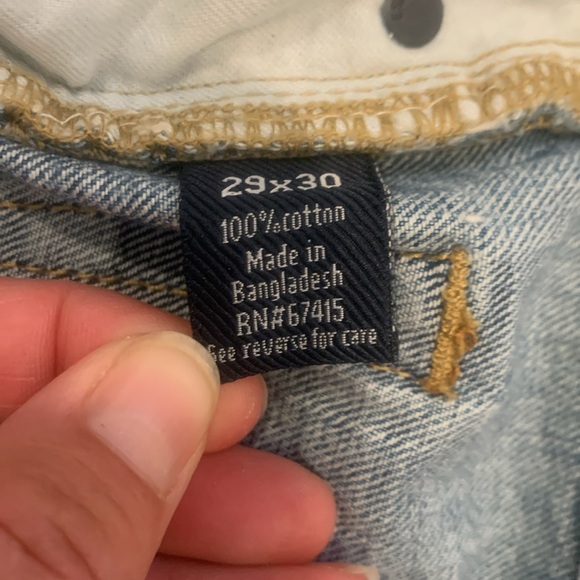 29x30
100%cotton
Made in
Bangladesh
RN#67415
See reverse for care